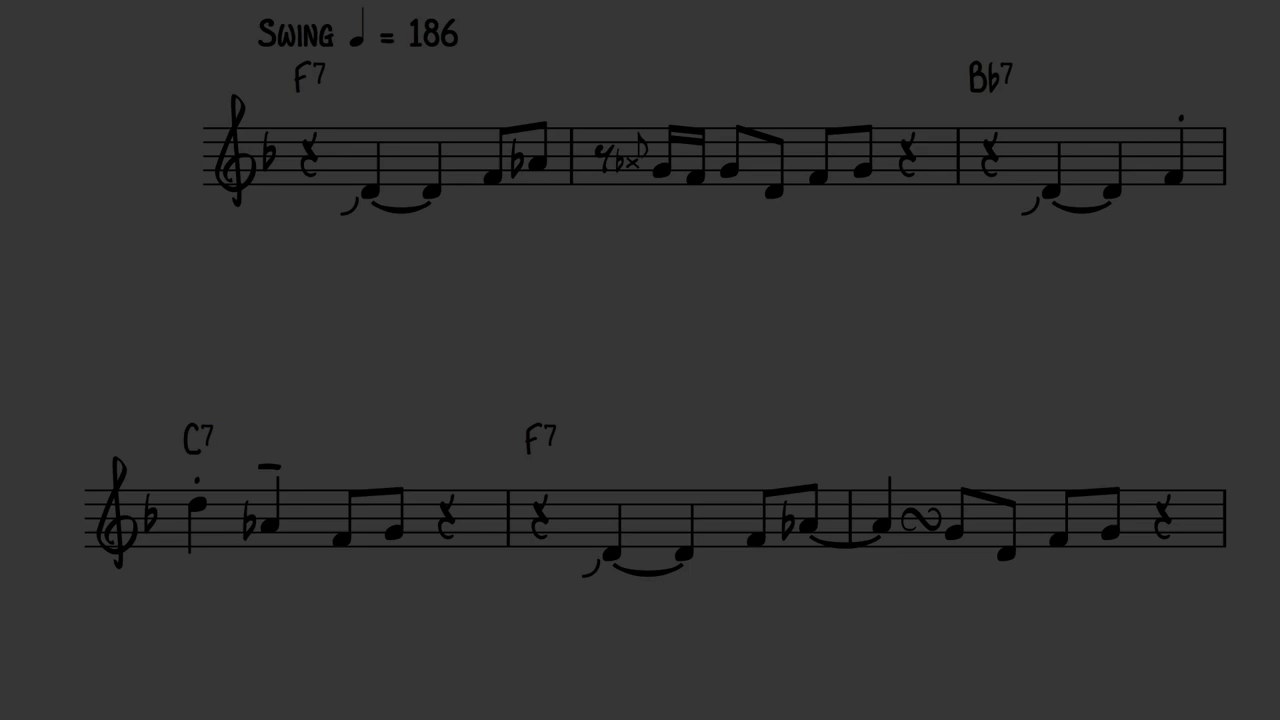 SWING ♩ = 186
F7 Bb7
C7 F7